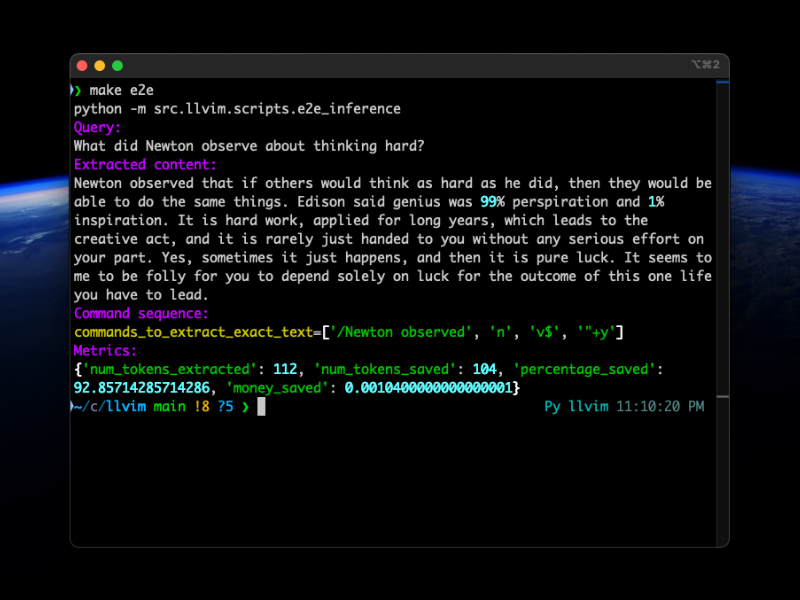 ⌥⌘2
❯ make e2e
python -m src.llvim.scripts.e2e_inference
Query:
What did Newton observe about thinking hard?
Extracted content:
Newton observed that if others would think as hard as he did, then they would be
able to do the same things. Edison said genius was 99% perspiration and 1%
inspiration. It is hard work, applied for long years, which leads to the
creative act, and it is rarely just handed to you without any serious effort on
your part. Yes, sometimes it just happens, and then it is pure luck. It seems to
me to be folly for you to depend solely on luck for the outcome of this one life
you have to lead.
Command sequence:
commands_to_extract_exact_text=['/Newton observed', 'n', 'v$', '"+y']
Metrics:
{'num_tokens_extracted': 112, 'num_tokens_saved': 104, 'percentage_saved':
92.85714285714286, 'money_saved': 0.0010400000000000001}
~/c/llvim main !8 ?5 ❯ Py llvim 11:10:20 PM